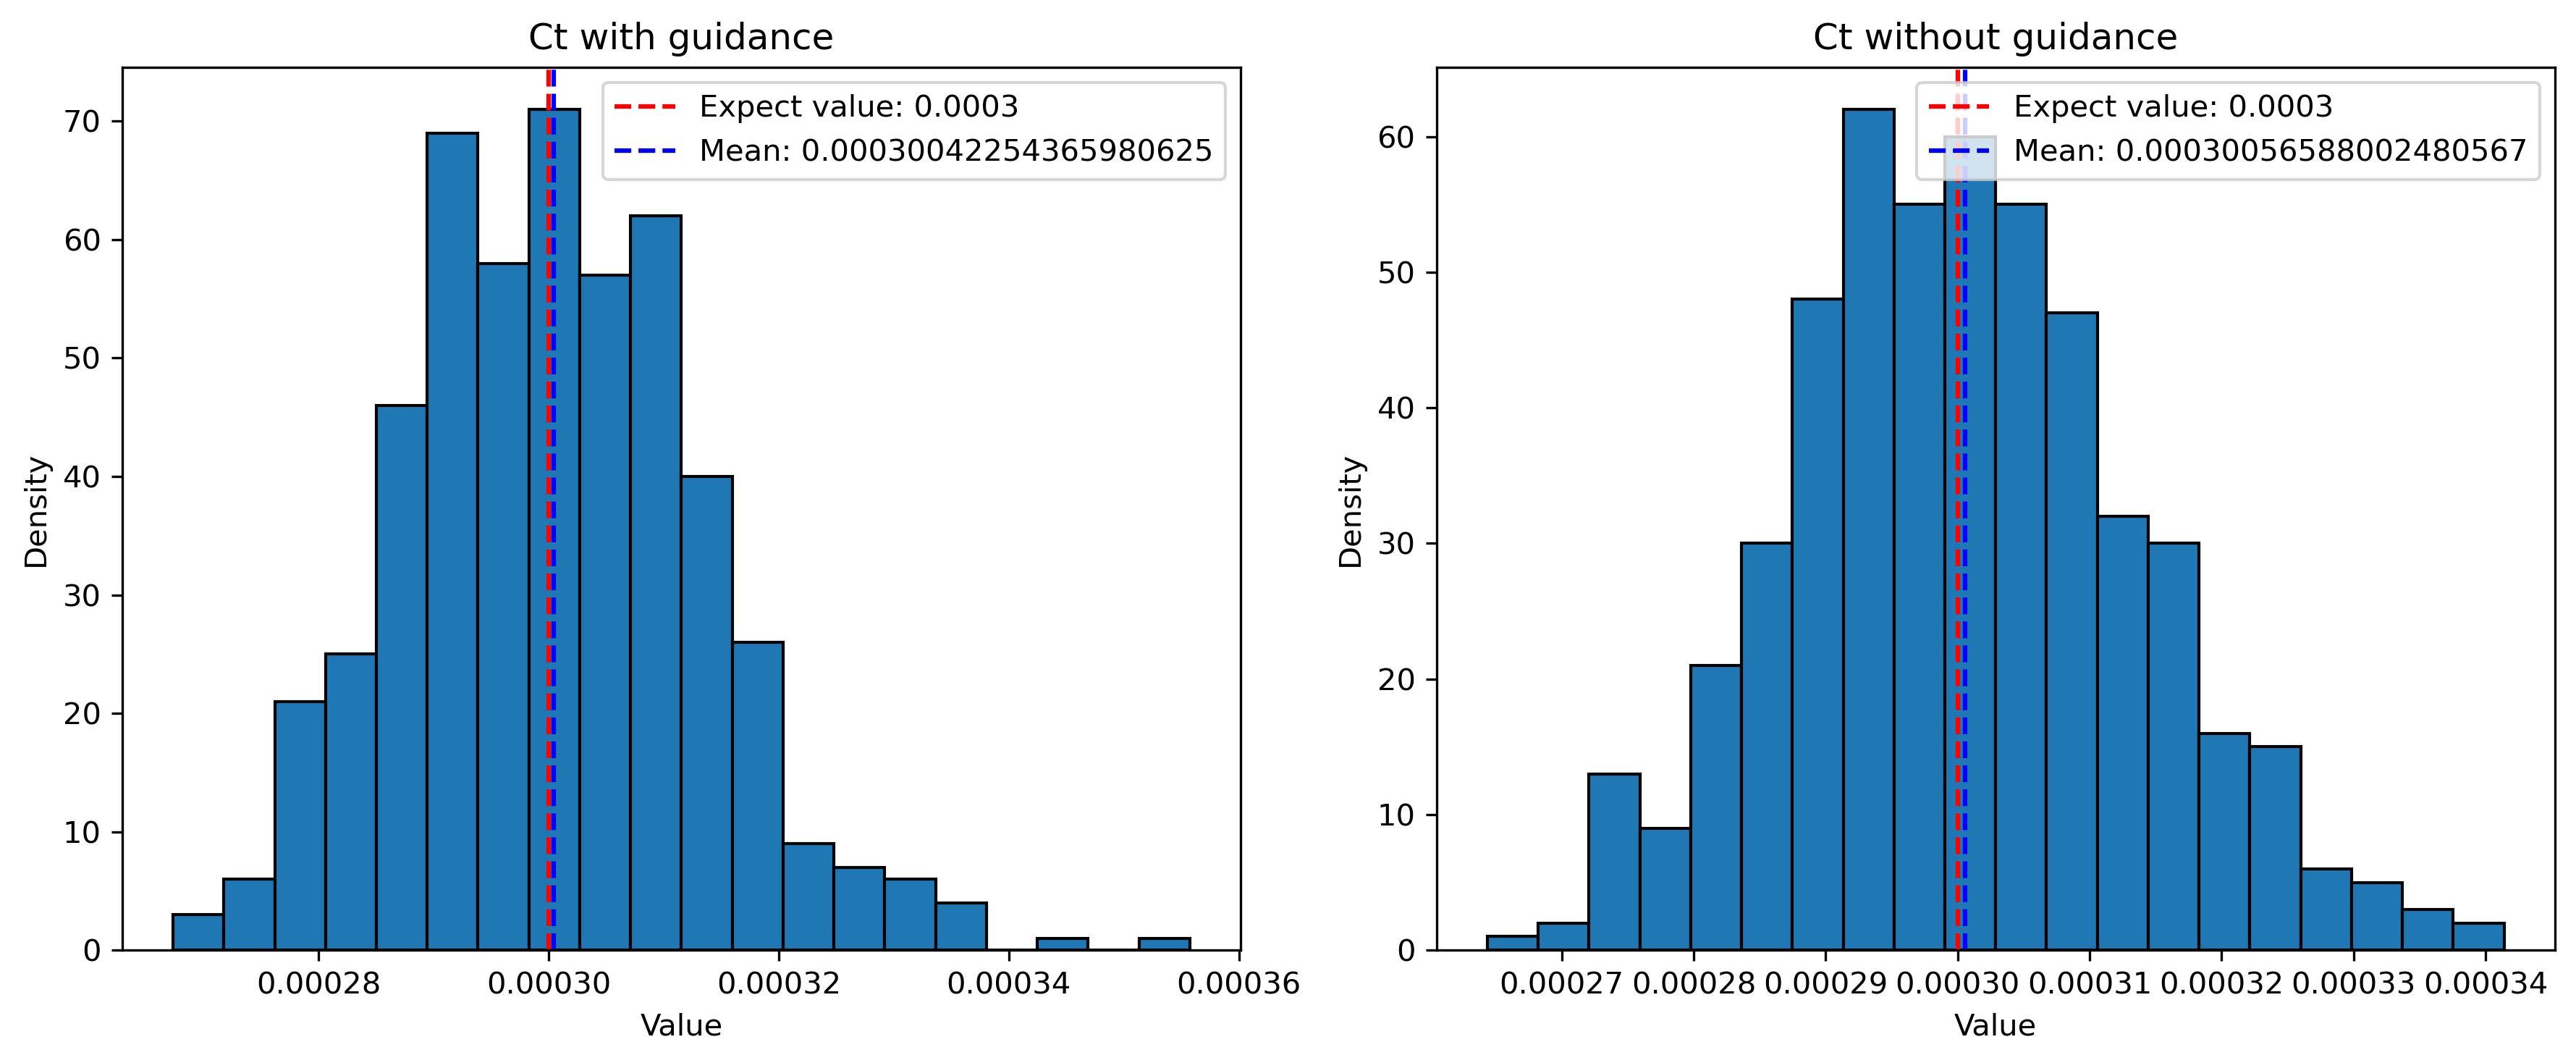 Ct with guidance
Expect value: 0.0003
Mean: 0.00030042254365980625
Density
70
60
50
40
30
20
10
0
0.00028 0.00030 0.00032 0.00034 0.00036
Value
Ct without guidance
Expect value: 0.0003
Mean: 0.00030056588002480567
Density
60
50
40
30
20
10
0
0.00027 0.00028 0.00029 0.00030 0.00031 0.00032 0.00033 0.00034
Value